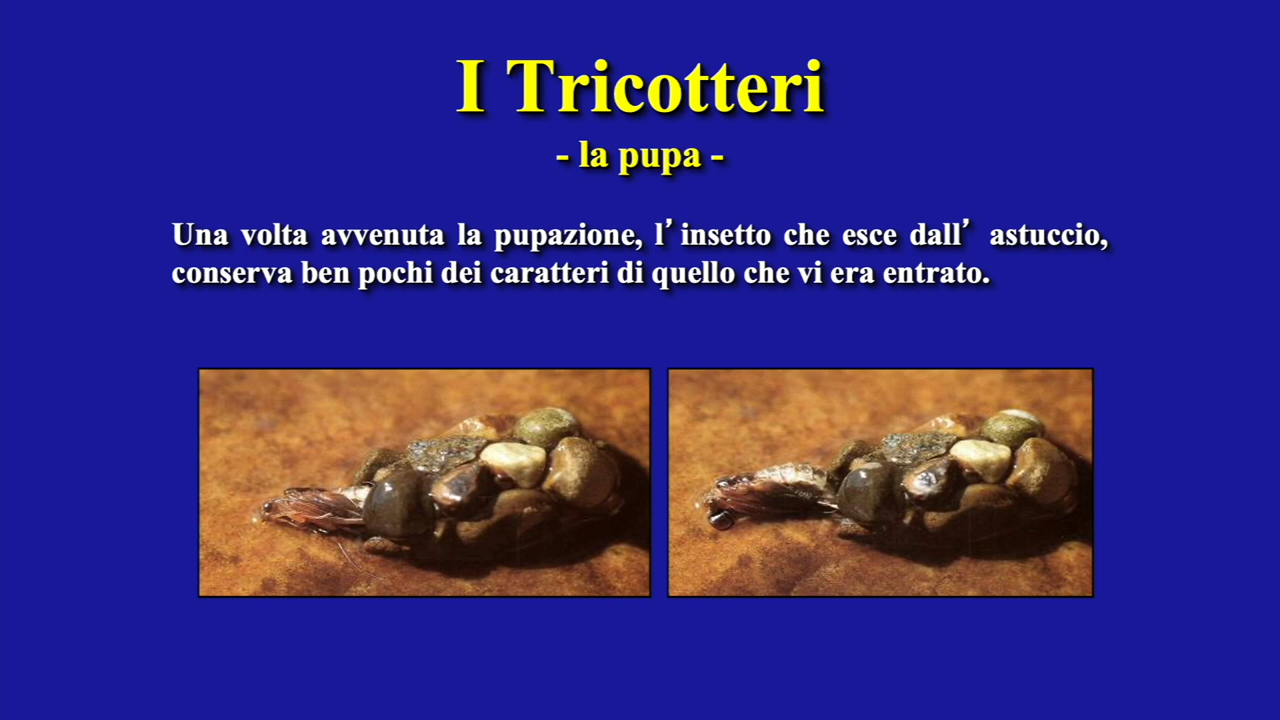 I Tricotteri
- la pupa -
Una volta avvenuta la pupazione, l’insetto che esce dall’ astuccio,
conserva ben pochi dei caratteri di quello che vi era entrato.